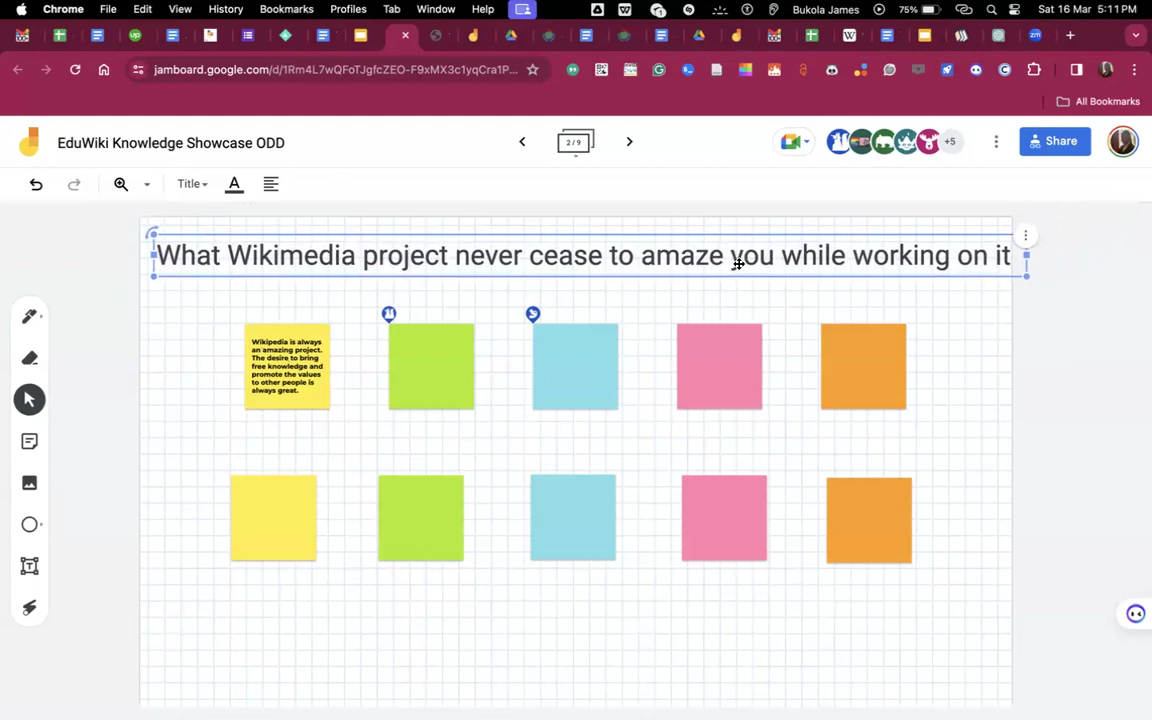 Chrome File Edit View History Bookmarks Profiles Tab Window Help Bukola James 75% Sat 16 Mar 5:11 PM
jamboard.google.com/d/1Rm4L7wQFoTJgfcZEO-F9xMX3c1yqCra1P...
All Bookmarks
EduWiki Knowledge Showcase ODD 2/9 +5 Share
Title
What Wikimedia project never cease to amaze you while working on it
Wikipedia is always
an amazing project.
The desire to bring
free knowledge and
promote the values
to other people is
always great.